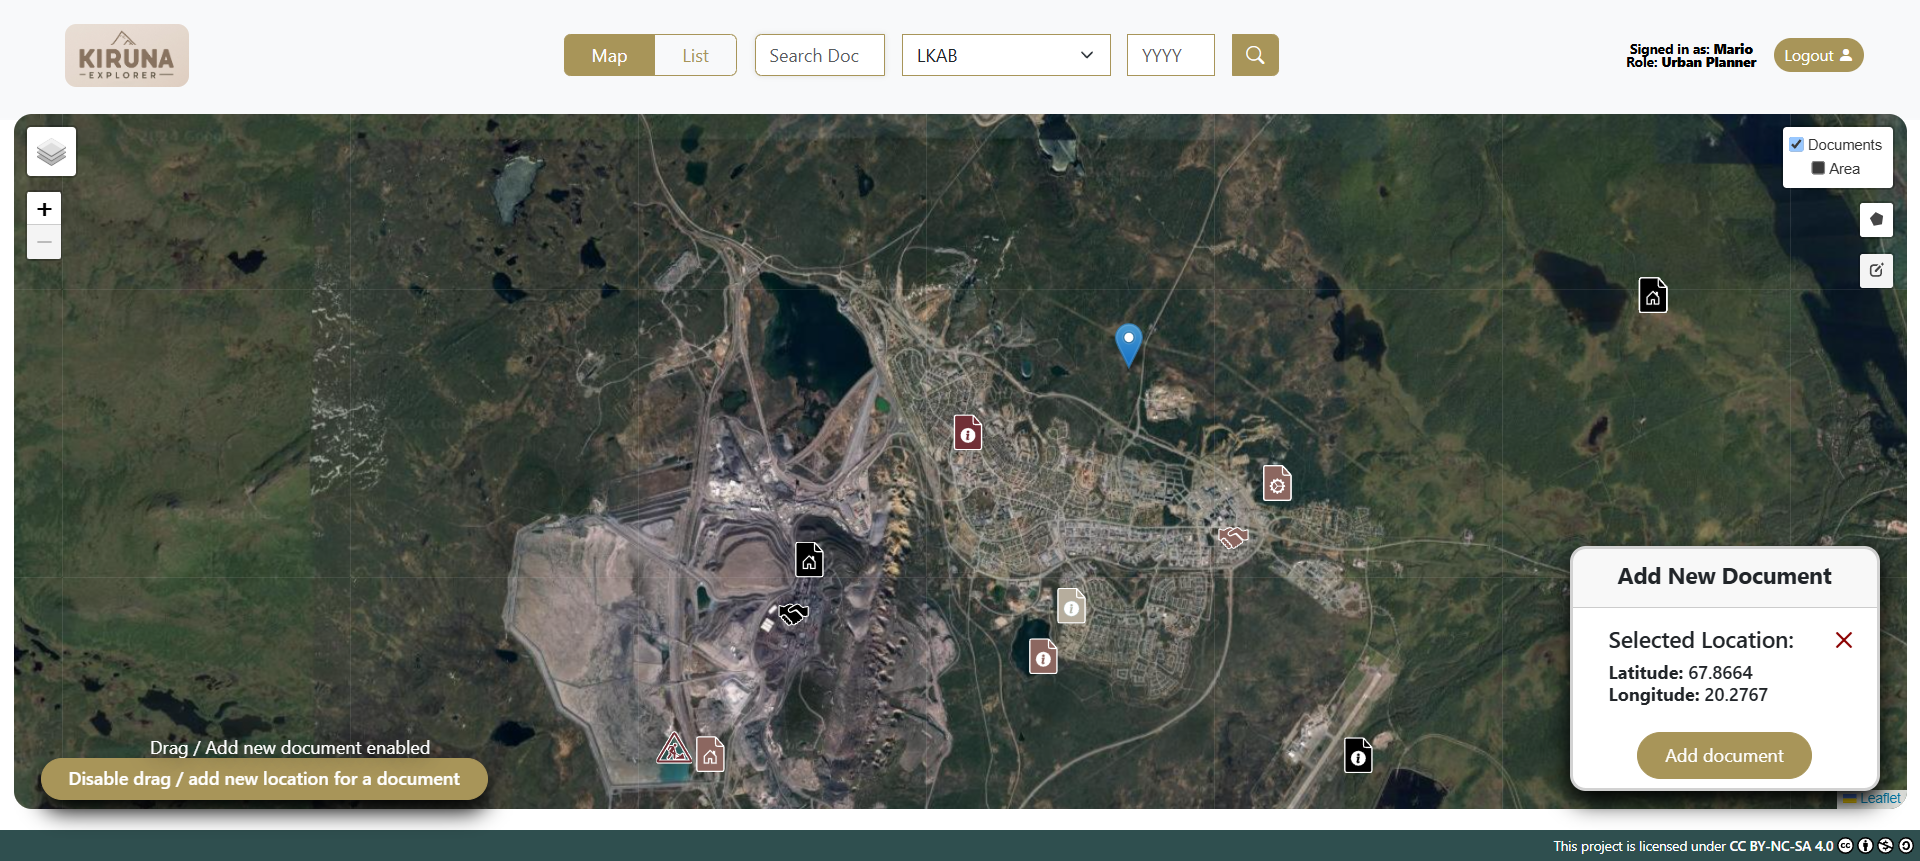 KIRUNA
EXPLORER
Map
List
Search Doc
LKAB
YYYY
Signed in as: Mario
Role: Urban Planner
Logout
+
−
Documents
Area
Add New Document
Selected Location:
Latitude: 67.8664
Longitude: 20.2767
Add document
Drag / Add new document enabled
Disable drag / add new location for a document
Leaflet
This project is licensed under CC BY-NC-SA 4.0